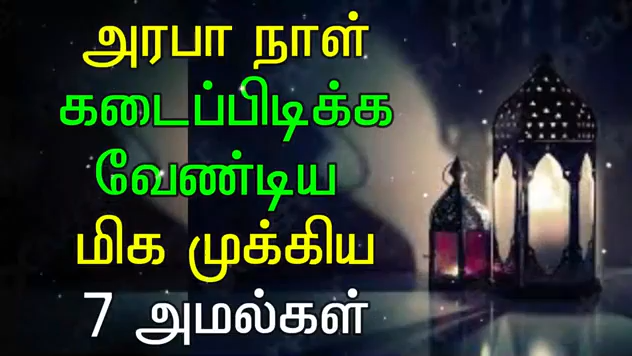 அரபா நாள்
கடைப்பிடிக்க
வேண்டிய
மிக முக்கிய
7 அமல்கள்